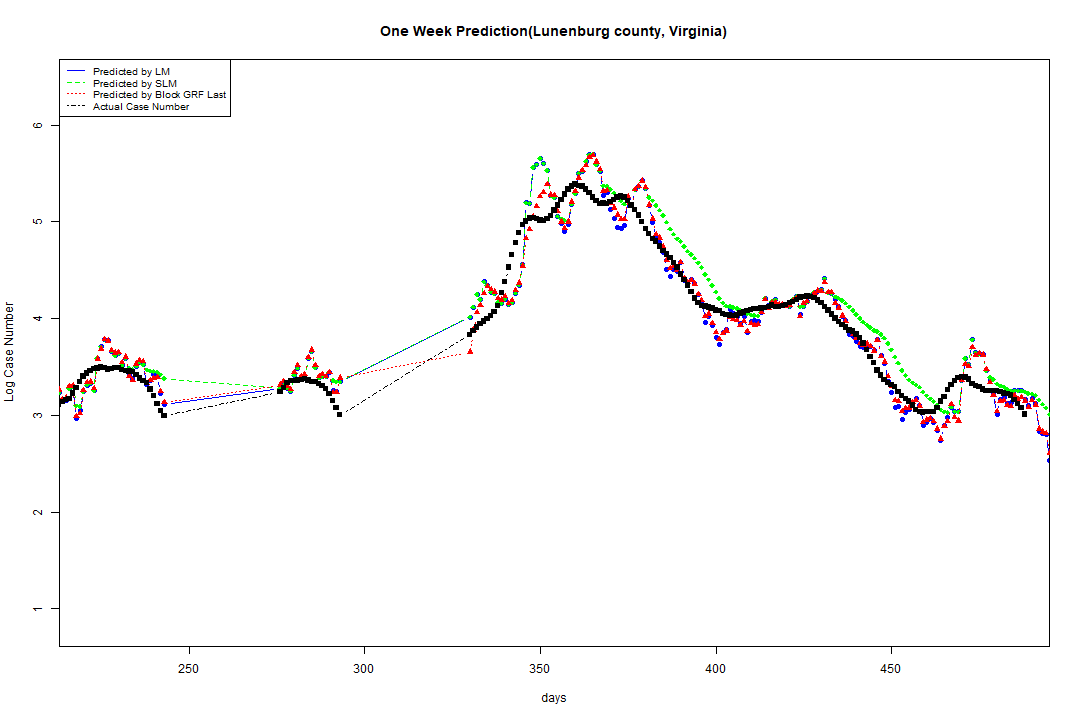 One Week Prediction(Lunenburg county, Virginia)
Predicted by LM
Predicted by SLM
Predicted by Block GRF Last
Actual Case Number
6
5
4
3
2
1
Log Case Number
250
300
350
400
450
days